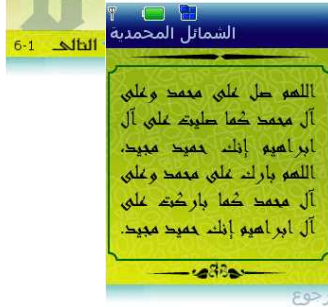 التالي 1-6
الشمائل المحمدية
اللهم صل على محمد وعلى
آل محمد كما صليت على آل
ابراهيم إنك حميد مجيد،
اللهم بارك على محمد وعلى
آل محمد كما باركت على
آل ابراهيم إنك حميد مجيد.
رجوع